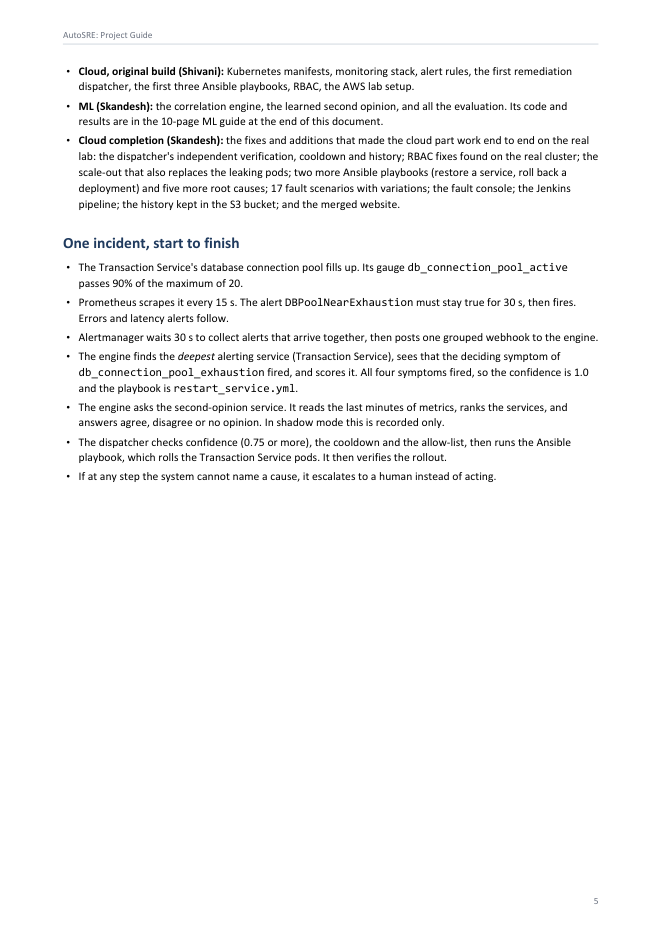 AutoSRE: Project Guide
• Cloud, original build (Shivani): Kubernetes manifests, monitoring stack, alert rules, the first remediation
dispatcher, the first three Ansible playbooks, RBAC, the AWS lab setup.
• ML (Skandesh): the correlation engine, the learned second opinion, and all the evaluation. Its code and
results are in the 10-page ML guide at the end of this document.
• Cloud completion (Skandesh): the fixes and additions that made the cloud part work end to end on the real
lab: the dispatcher's independent verification, cooldown and history; RBAC fixes found on the real cluster; the
scale-out that also replaces the leaking pods; two more Ansible playbooks (restore a service, roll back a
deployment) and five more root causes; 17 fault scenarios with variations; the fault console; the Jenkins
pipeline; the history kept in the S3 bucket; and the merged website.
One incident, start to finish
• The Transaction Service's database connection pool fills up. Its gauge db_connection_pool_active
passes 90% of the maximum of 20.
• Prometheus scrapes it every 15 s. The alert DBPoolNearExhaustion must stay true for 30 s, then fires.
Errors and latency alerts follow.
• Alertmanager waits 30 s to collect alerts that arrive together, then posts one grouped webhook to the engine.
• The engine finds the deepest alerting service (Transaction Service), sees that the deciding symptom of
db_connection_pool_exhaustion fired, and scores it. All four symptoms fired, so the confidence is 1.0
and the playbook is restart_service.yml.
• The engine asks the second-opinion service. It reads the last minutes of metrics, ranks the services, and
answers agree, disagree or no opinion. In shadow mode this is recorded only.
• The dispatcher checks confidence (0.75 or more), the cooldown and the allow-list, then runs the Ansible
playbook, which rolls the Transaction Service pods. It then verifies the rollout.
• If at any step the system cannot name a cause, it escalates to a human instead of acting.
5